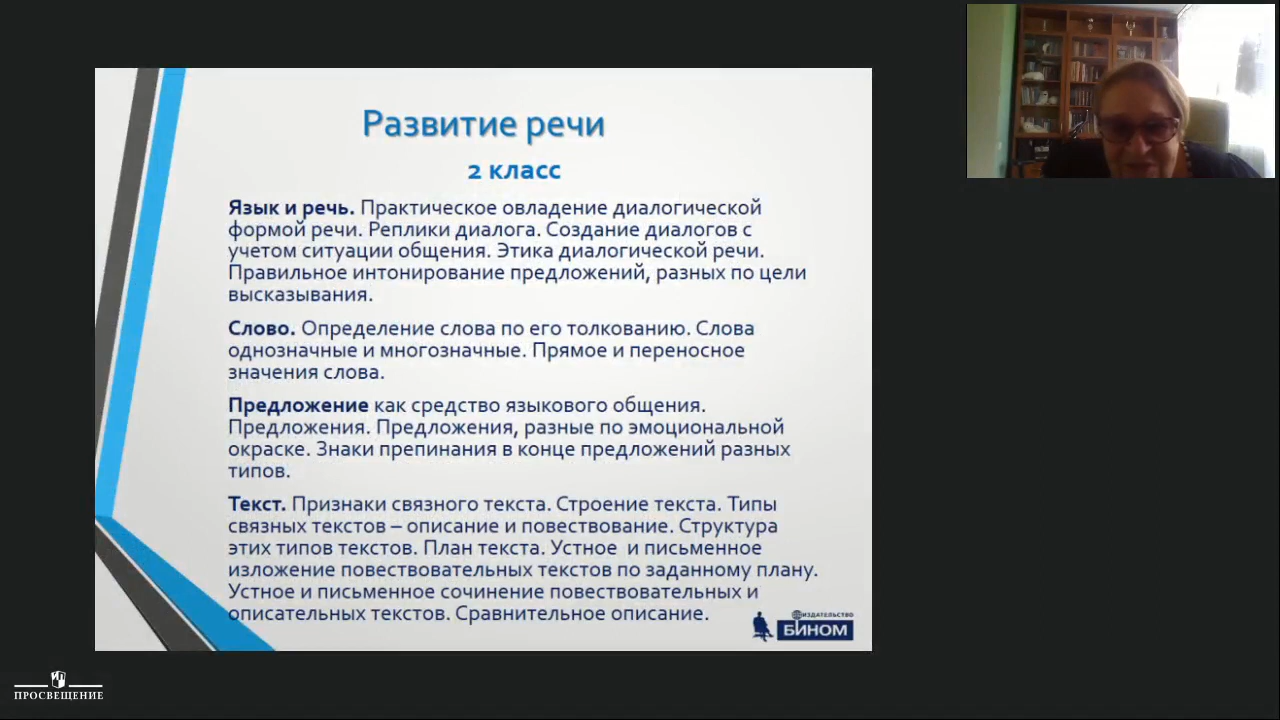 Развитие речи
2 класс
Язык и речь. Практическое овладение диалогической
формой речи. Реплики диалога. Создание диалогов с
учетом ситуации общения. Этика диалогической речи.
Правильное интонирование предложений, разных по цели
высказывания.
Слово. Определение слова по его толкованию. Слова
однозначные и многозначные. Прямое и переносное
значения слова.
Предложение как средство языкового общения.
Предложения. Предложения, разные по эмоциональной
окраске. Знаки препинания в конце предложений разных
типов.
Текст. Признаки связного текста. Строение текста. Типы
связных текстов – описание и повествование. Структура
этих типов текстов. План текста. Устное и письменное
изложение повествовательных текстов по заданному плану.
Устное и письменное сочинение повествовательных и
описательных текстов. Сравнительное описание.
ИЗДАТЕЛЬСТВО
БИНОМ
ПРОСВЕЩЕНИЕ